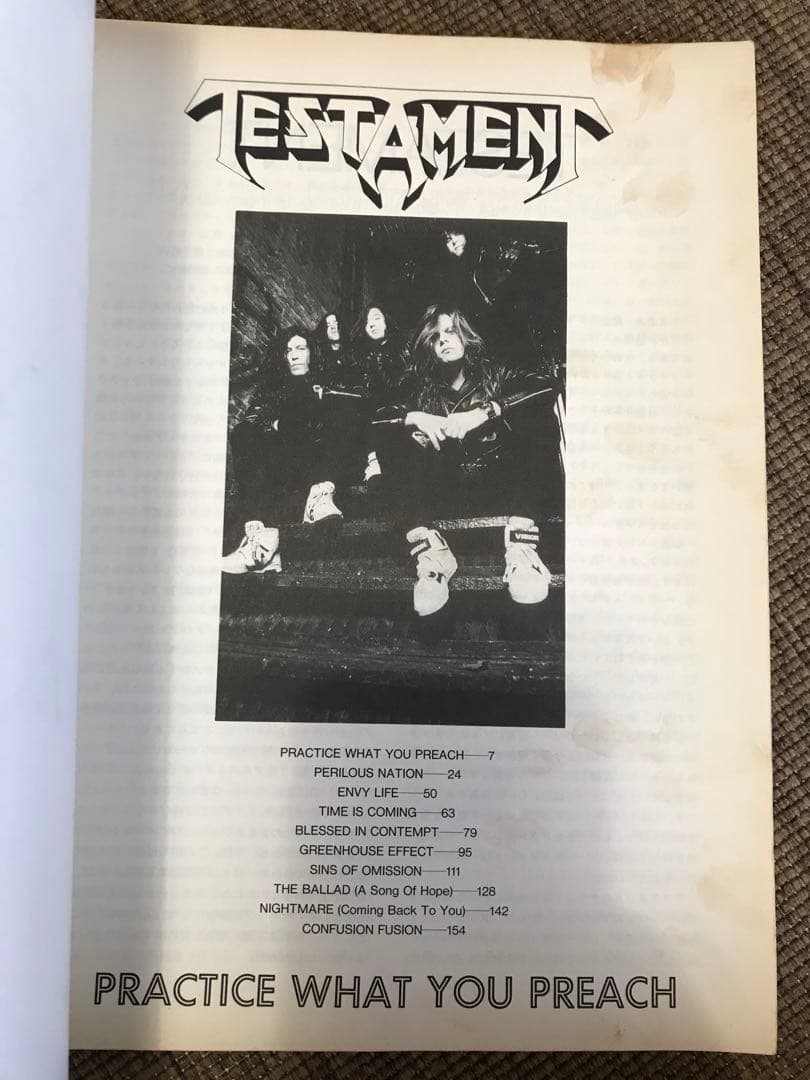 TESTAMENT
VISION
PRACTICE WHAT YOU PREACH——7
PERILOUS NATION——24
ENVY LIFE——50
TIME IS COMING——63
BLESSED IN CONTEMPT——79
GREENHOUSE EFFECT——95
SINS OF OMISSION——111
THE BALLAD (A Song Of Hope)——128
NIGHTMARE (Coming Back To You)——142
CONFUSION FUSION——154
PRACTICE WHAT YOU PREACH